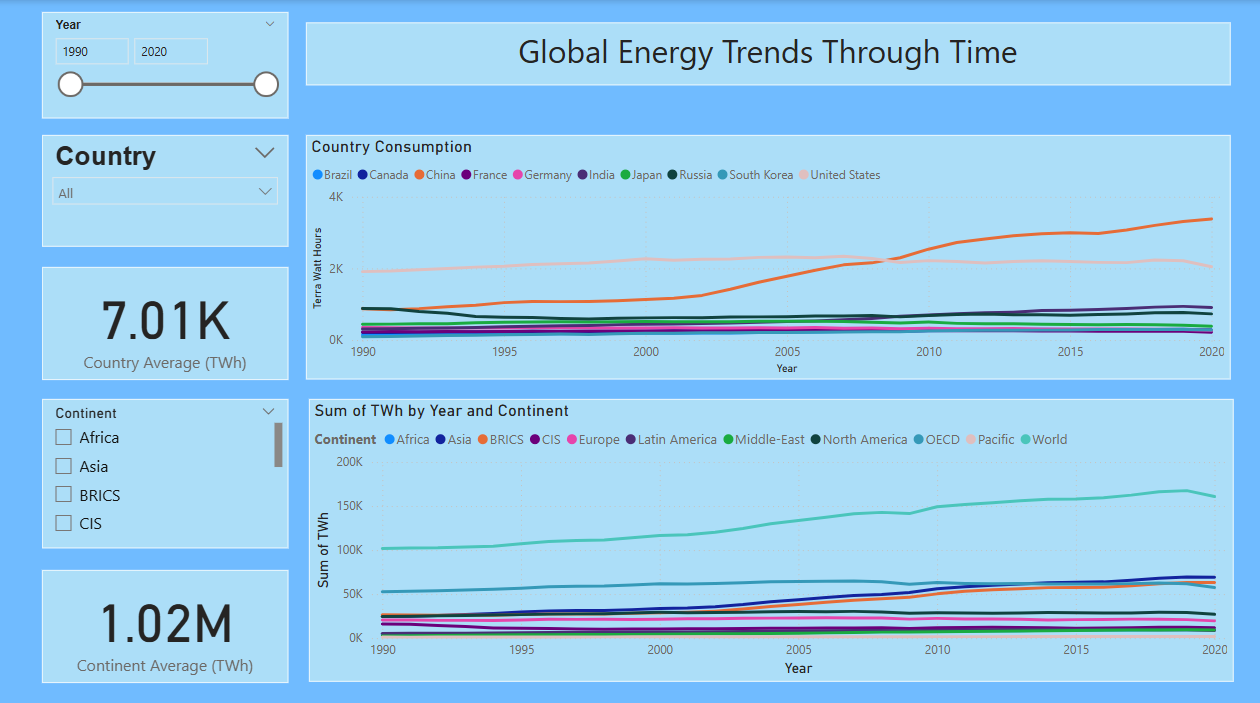 Year
1990 2020
Global Energy Trends Through Time
Country
All
7.01K
Country Average (TWh)
Country Consumption
Brazil Canada China France Germany India Japan Russia South Korea United States
4K
2K
0K
Terra Watt Hours
1990 1995 2000 2005 2010 2015 2020
Year
Continent
Africa
Asia
BRICS
CIS
1.02M
Continent Average (TWh)
Sum of TWh by Year and Continent
Continent Africa Asia BRICS CIS Europe Latin America Middle-East North America OECD Pacific World
200K
150K
100K
50K
0K
Sum of TWh
1990 1995 2000 2005 2010 2015 2020
Year